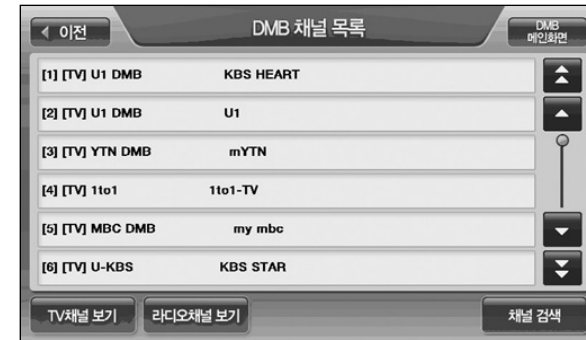 이전
DMB 채널 목록
DMB
메인화면
[1] [TV] U1 DMB KBS HEART
[2] [TV] U1 DMB U1
[3] [TV] YTN DMB mYTN
[4] [TV] 1to1 1to1-TV
[5] [TV] MBC DMB my mbc
[6] [TV] U-KBS KBS STAR
TV채널 보기
라디오채널 보기
채널 검색